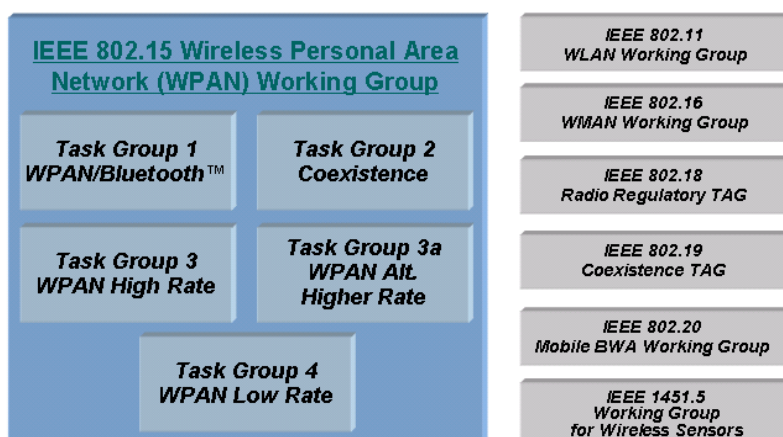 IEEE 802.15 Wireless Personal Area
Network (WPAN) Working Group
Task Group 1
WPAN/Bluetooth™
Task Group 2
Coexistence
Task Group 3
WPAN High Rate
Task Group 3a
WPAN Alt.
Higher Rate
Task Group 4
WPAN Low Rate
IEEE 802.11
WLAN Working Group
IEEE 802.16
WMAN Working Group
IEEE 802.18
Radio Regulatory TAG
IEEE 802.19
Coexistence TAG
IEEE 802.20
Mobile BWA Working Group
IEEE 1451.5
Working Group
for Wireless Sensors